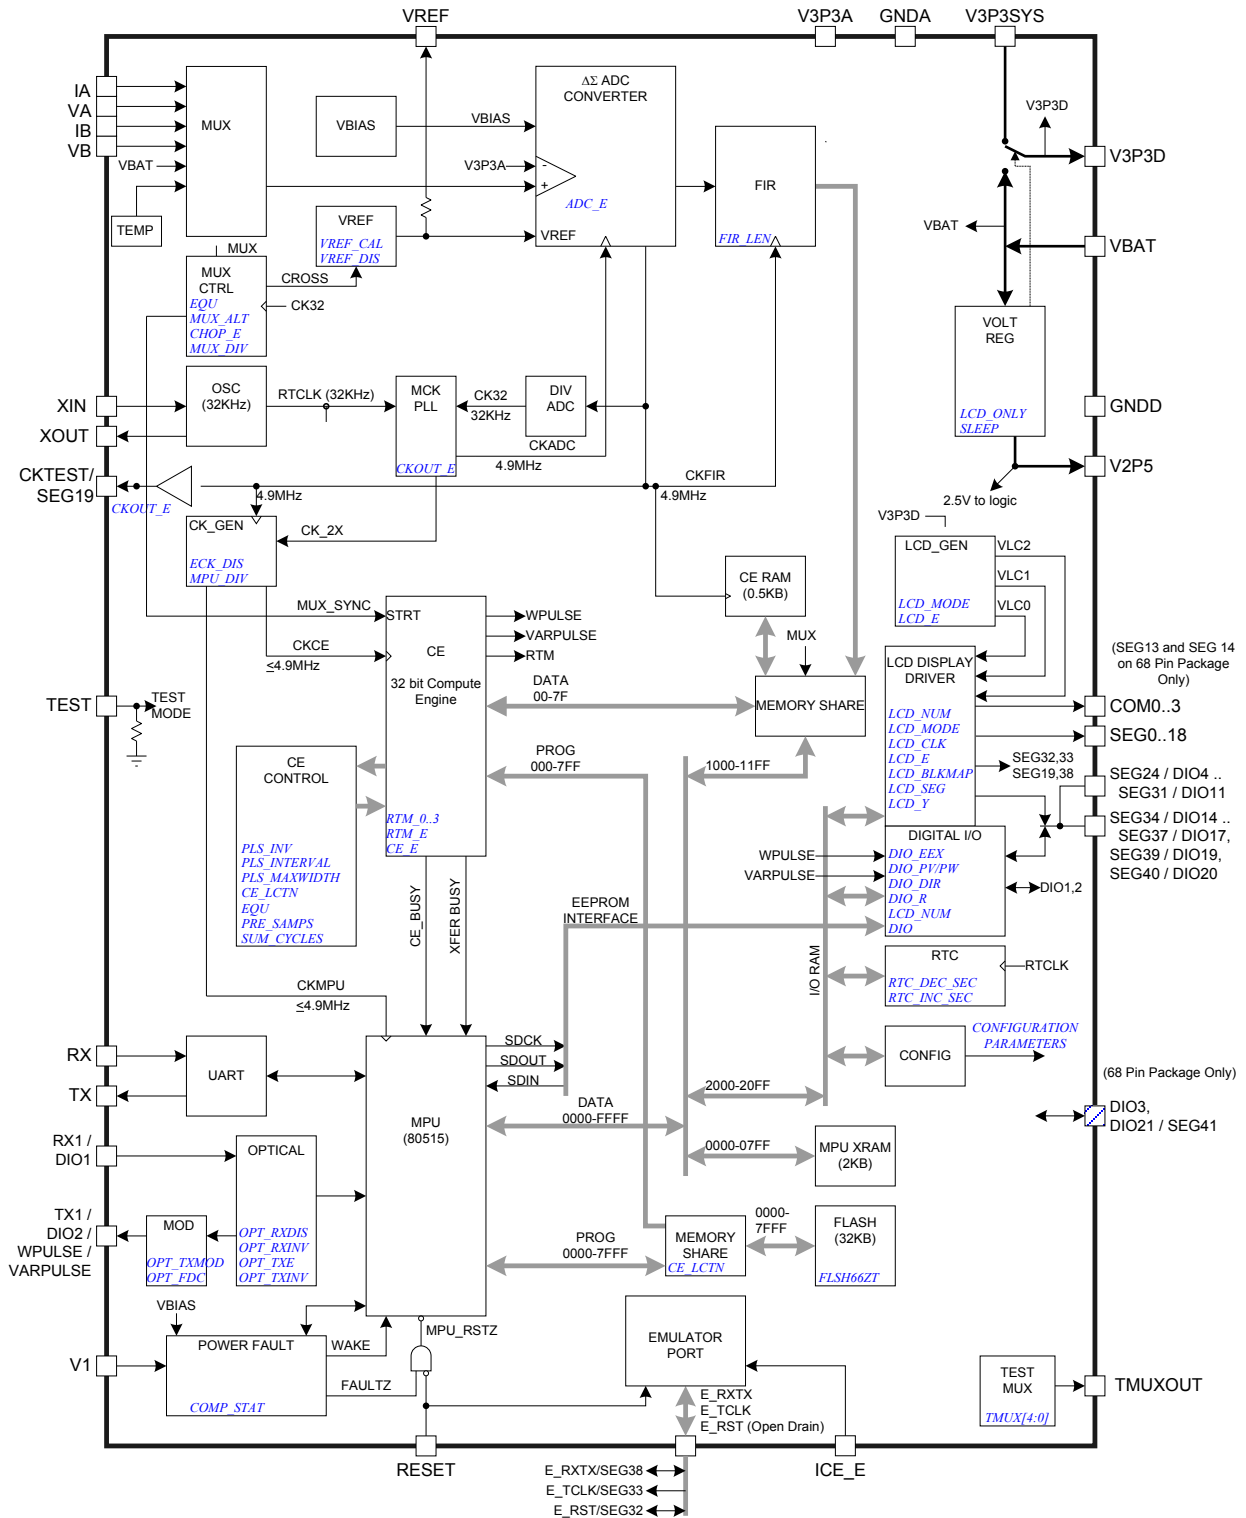 VREF
V3P3A
GNDA
V3P3SYS
IA
VA
IB
VB
VBAT
TEMP
MUX
VBIAS
VBIAS
ΔΣ ADC
CONVERTER
V3P3A
-
+
ADC_E
VREF
FIR
FIR_LEN
V3P3D
V3P3D
VBAT
VBAT
VREF
VREF_CAL
VREF_DIS
MUX
MUX
CTRL
EQU
MUX_ALT
CHOP_E
MUX_DIV
CROSS
CK32
VOLT
REG
LCD_ONLY
SLEEP
GNDD
V2P5
2.5V to logic
XIN
XOUT
OSC
(32KHz)
RTCLK (32KHz)
MCK
PLL
CKOUT_E
CK32
32KHz
DIV
ADC
CKADC
4.9MHz
CKFIR
4.9MHz
CKTEST/
SEG19
CKOUT_E
4.9MHz
CK_GEN
ECK_DIS
MPU_DIV
CK_2X
V3P3D
LCD_GEN
LCD_MODE
LCD_E
VLC2
VLC1
VLC0
CE RAM
(0.5KB)
MUX
MEMORY SHARE
MUX_SYNC
CKCE
≤4.9MHz
STRT
CE
32 bit Compute
Engine
RTM_0..3
RTM_E
CE_E
WPULSE
VARPULSE
RTM
DATA
00-7F
PROG
000-7FF
1000-11FF
LCD DISPLAY
DRIVER
LCD_NUM
LCD_MODE
LCD_CLK
LCD_E
LCD_BLKMAP
LCD_SEG
LCD_Y
(SEG13 and SEG 14
on 68 Pin Package
Only)
COM0..3
SEG0..18
SEG32,33
SEG19,38
SEG24 / DIO4 ..
SEG31 / DIO11
SEG34 / DIO14 ..
SEG37 / DIO17,
SEG39 / DIO19,
SEG40 / DIO20
TEST
TEST
MODE
CE
CONTROL
PLS_INV
PLS_INTERVAL
PLS_MAXWIDTH
CE_LCTN
EQU
PRE_SAMPS
SUM_CYCLES
CE_BUSY
XFER BUSY
WPULSE
VARPULSE
DIGITAL I/O
DIO_EEX
DIO_PV/PW
DIO_DIR
DIO_R
LCD_NUM
DIO
DIO1,2
EEPROM
INTERFACE
I/O RAM
RTC
RTC_DEC_SEC
RTC_INC_SEC
RTCLK
CONFIG
CONFIGURATION
PARAMETERS
CKMPU
≤4.9MHz
RX
TX
UART
MPU
(80515)
SDCK
SDOUT
SDIN
DATA
0000-FFFF
2000-20FF
0000-07FF
MPU XRAM
(2KB)
(68 Pin Package Only)
DIO3,
DIO21 / SEG41
RX1 /
DIO1
OPTICAL
OPT_RXDIS
OPT_RXINV
OPT_TXE
OPT_TXINV
TX1 /
DIO2 /
WPULSE /
VARPULSE
MOD
OPT_TXMOD
OPT_FDC
PROG
0000-7FFF
MEMORY
SHARE
CE_LCTN
0000-
7FFF
FLASH
(32KB)
FLSH66ZT
VBIAS
V1
POWER FAULT
COMP_STAT
WAKE
FAULTZ
MPU_RSTZ
EMULATOR
PORT
E_RXTX
E_TCLK
E_RST (Open Drain)
TEST
MUX
TMUX[4:0]
TMUXOUT
RESET
ICE_E
E_RXTX/SEG38
E_TCLK/SEG33
E_RST/SEG32